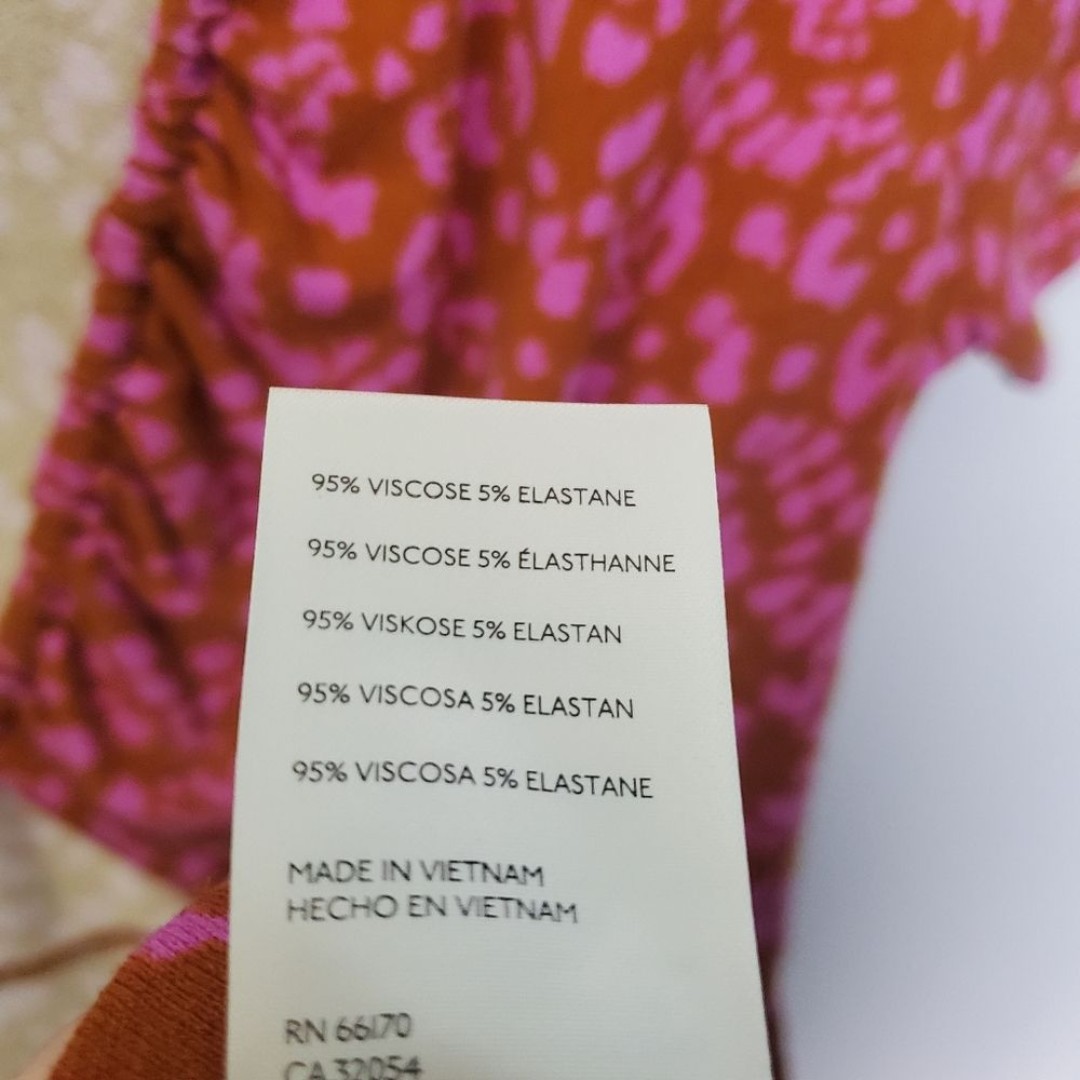 95% VISCOSE 5% ELASTANE
95% VISCOSE 5% ÉLASTHANNE
95% VISKOSE 5% ELASTAN
95% VISCOSA 5% ELASTAN
95% VISCOSA 5% ELASTANE
MADE IN VIETNAM
HECHO EN VIETNAM
RN 66170
CA 32054